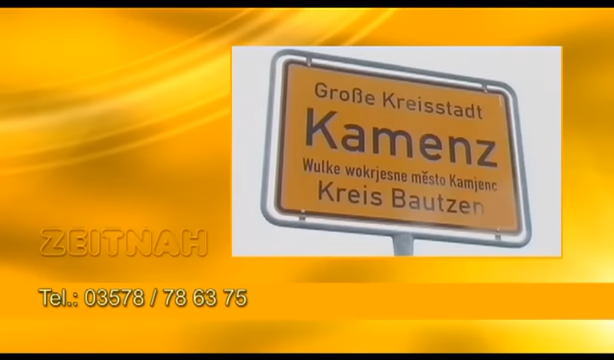 Große Kreisstadt
Kamenz
Wulke wokrjesne město Kamjenc
Kreis Bautzen
ZEITNAH
Tel.: 03578 / 78 63 75